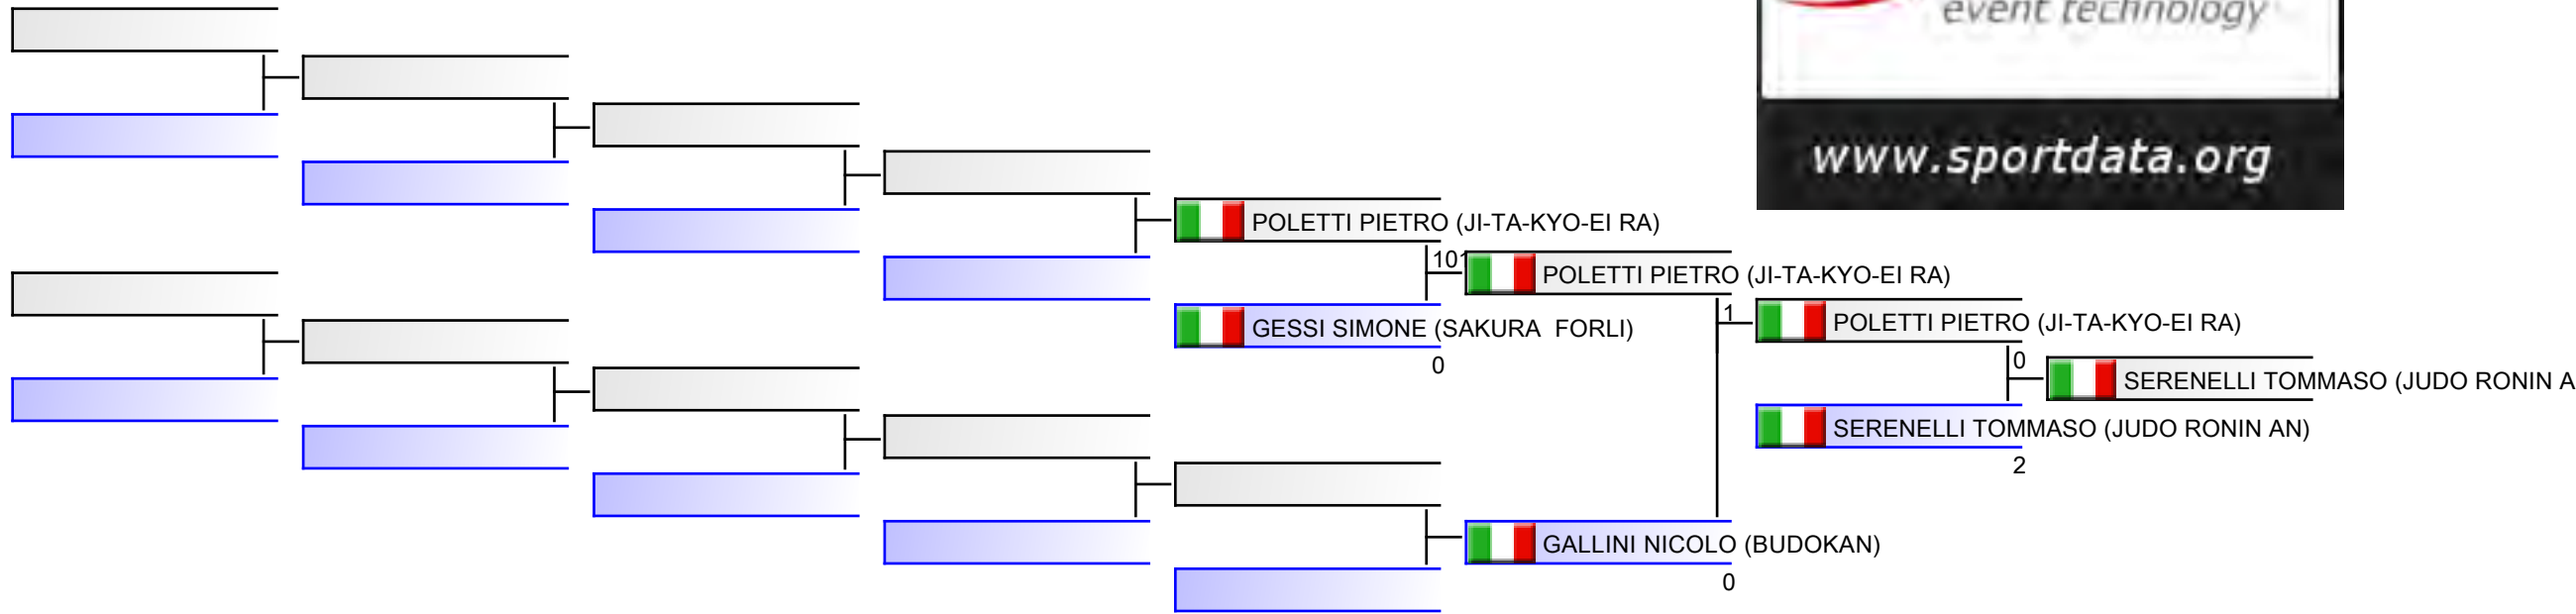 event technology
www.sportdata.org
POLETTI PIETRO (JI-TA-KYO-EI RA)
101
POLETTI PIETRO (JI-TA-KYO-EI RA)
GESSI SIMONE (SAKURA  FORLI)
0
1
POLETTI PIETRO (JI-TA-KYO-EI RA)
0
SERENELLI TOMMASO (JUDO RONIN A
SERENELLI TOMMASO (JUDO RONIN AN)
2
GALLINI NICOLO (BUDOKAN)
0